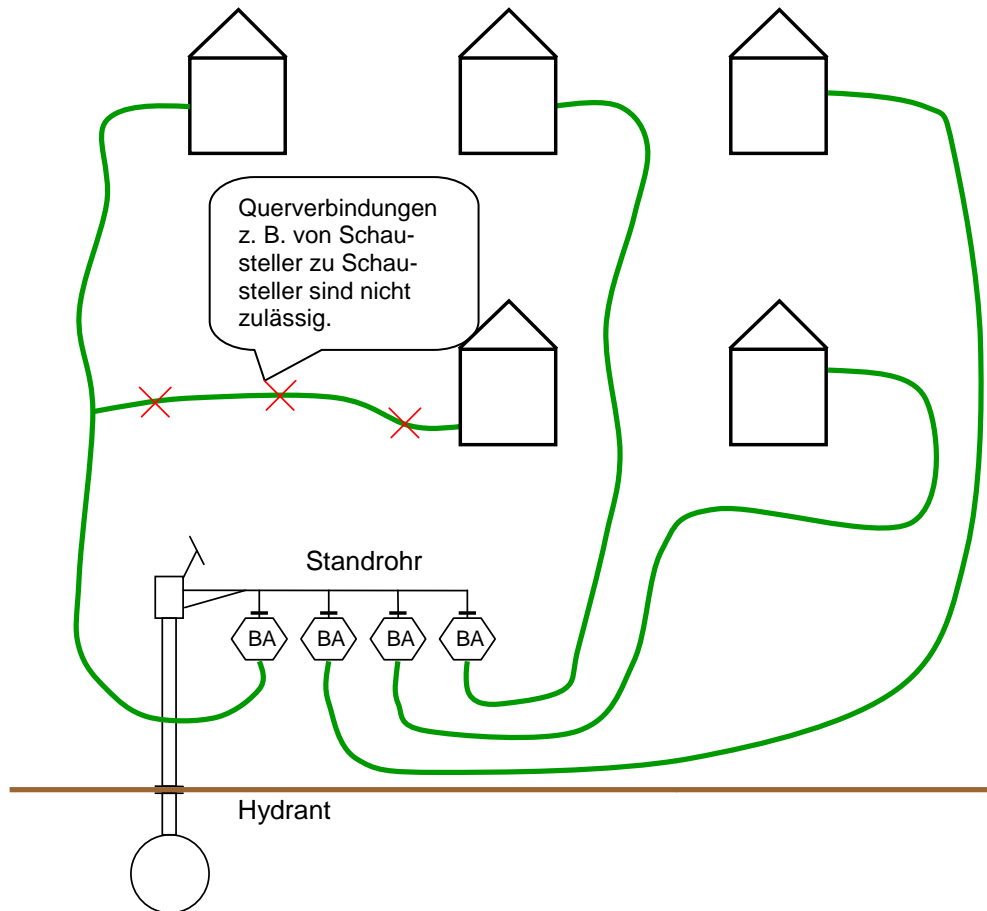 Querverbindungen
z. B. von Schau-
steller zu Schau-
steller sind nicht
zulässig.
Standrohr
BA BA BA BA
Hydrant